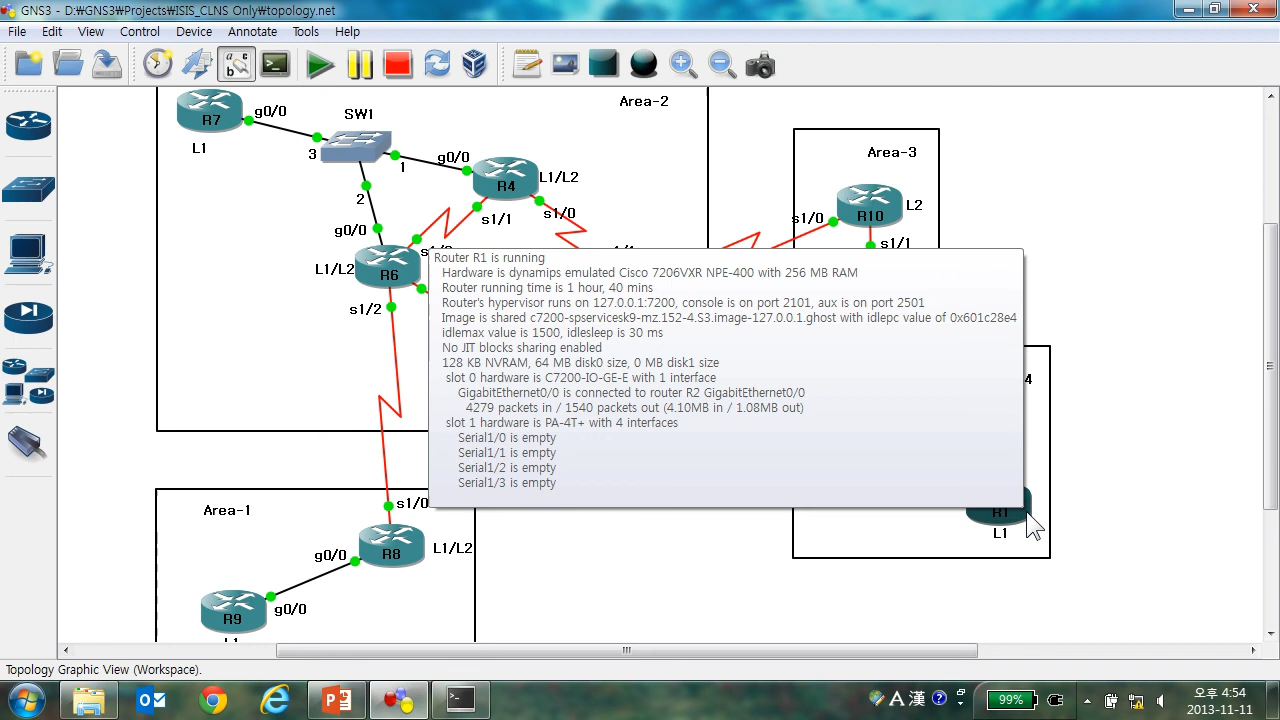 GNS3 - D:₩GNS3₩Projects₩ISIS_CLNS Only₩topology.net
File Edit View Control Device Annotate Tools Help
Area-2
R7
g0/0
SW1
L1
3
1
g0/0
R4
L1/L2
2
s1/1
s1/0
g0/0
L1/L2
R6
s1/2
Area-3
R10
L2
s1/0
s1/1
Router R1 is running
Hardware is dynamips emulated Cisco 7206VXR NPE-400 with 256 MB RAM
Router running time is 1 hour, 40 mins
Router's hypervisor runs on 127.0.0.1:7200, console is on port 2101, aux is on port 2501
Image is shared c7200-spservicesk9-mz.152-4.S3.image-127.0.0.1.ghost with idlepc value of 0x601c28e4
idlemax value is 1500, idlesleep is 30 ms
No JIT blocks sharing enabled
128 KB NVRAM, 64 MB disk0 size, 0 MB disk1 size
slot 0 hardware is C7200-IO-GE-E with 1 interface
GigabitEthernet0/0 is connected to router R2 GigabitEthernet0/0
4279 packets in / 1540 packets out (4.10MB in / 1.08MB out)
slot 1 hardware is PA-4T+ with 4 interfaces
Serial1/0 is empty
Serial1/1 is empty
Serial1/2 is empty
Serial1/3 is empty
4
R1
L1
Area-1
s1/0
R8
L1/L2
g0/0
R9
g0/0
L1
Topology Graphic View (Workspace).
A 漢
99%
오후 4:54
2013-11-11